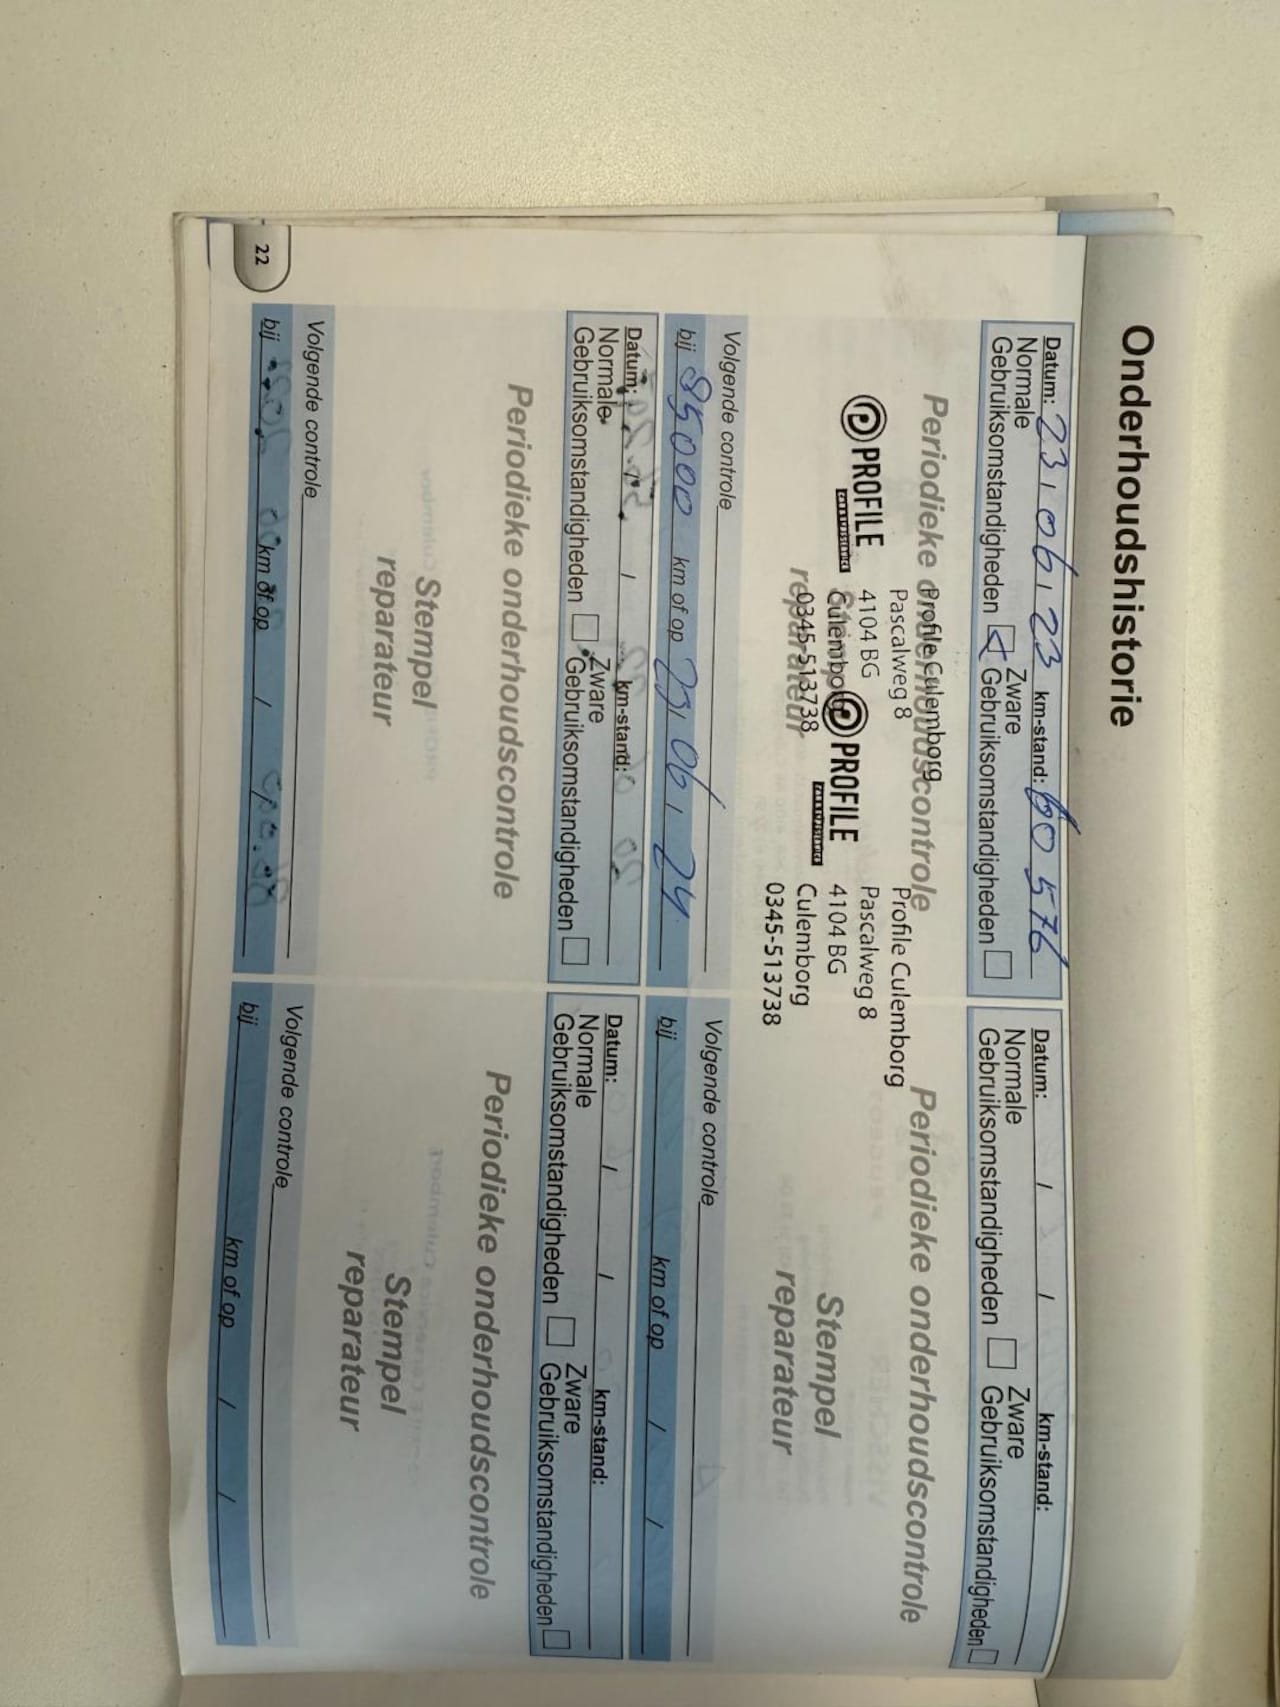 Onderhoudshistorie
Datum: 23/06/23 km-stand: 60 576
Normale Zware
Gebruiksomstandigheden Gebruiksomstandigheden
Periodieke onderhoudscontrole
Stempel
reparateur
PROFILE
Profile Culemborg
Pascalweg 8
4104 BG
Culemborg
0345-513738
PROFILE
Profile Culemborg
Pascalweg 8
4104 BG
Culemborg
0345-513738
Volgende controle
bij 85000 km of op 23/06/24
Datum: / / km-stand:
Normale Zware
Gebruiksomstandigheden Gebruiksomstandigheden
Periodieke onderhoudscontrole
Stempel
reparateur
Volgende controle
bij km of op / /
Datum: / / km-stand:
Normale Zware
Gebruiksomstandigheden Gebruiksomstandigheden
Periodieke onderhoudscontrole
Stempel
reparateur
Volgende controle
bij km of op / /
Datum: / / km-stand:
Normale Zware
Gebruiksomstandigheden Gebruiksomstandigheden
Periodieke onderhoudscontrole
Stempel
reparateur
Volgende controle
bij km of op / /
22